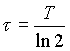 τ = T / ln 2